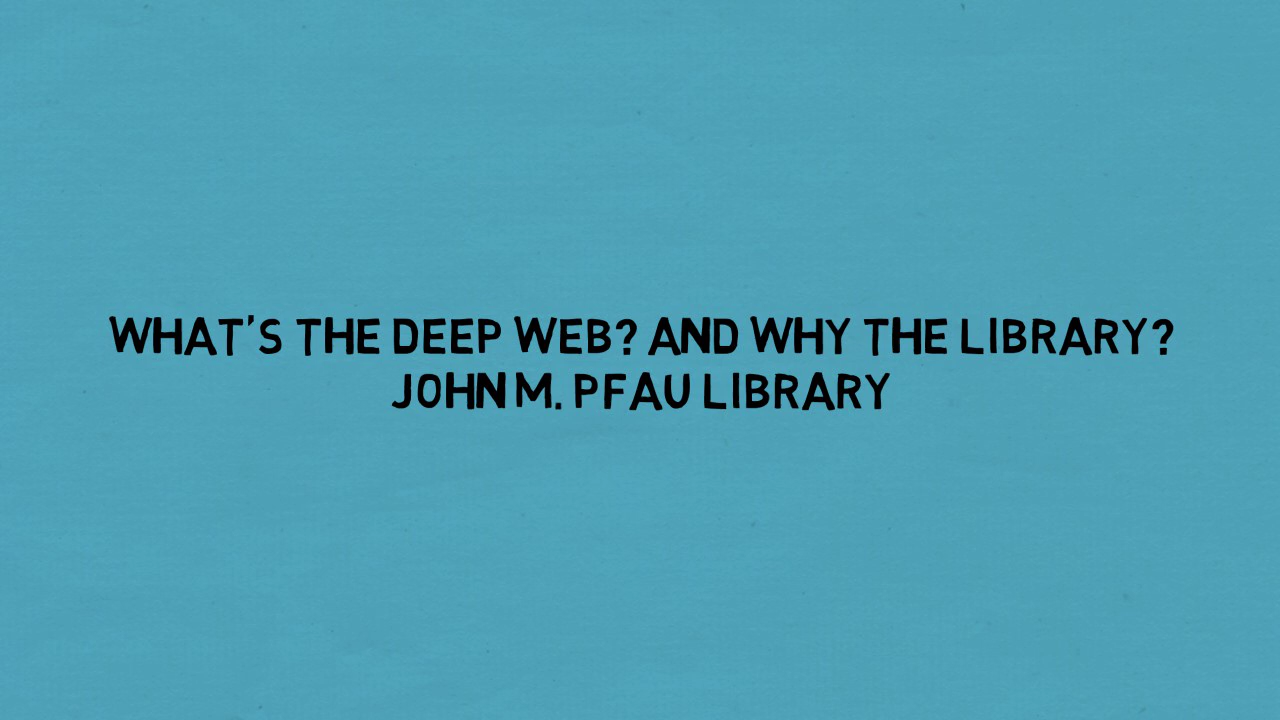 WHAT'S THE DEEP WEB? AND WHY THE LIBRARY?
JOHN M. PFAU LIBRARY